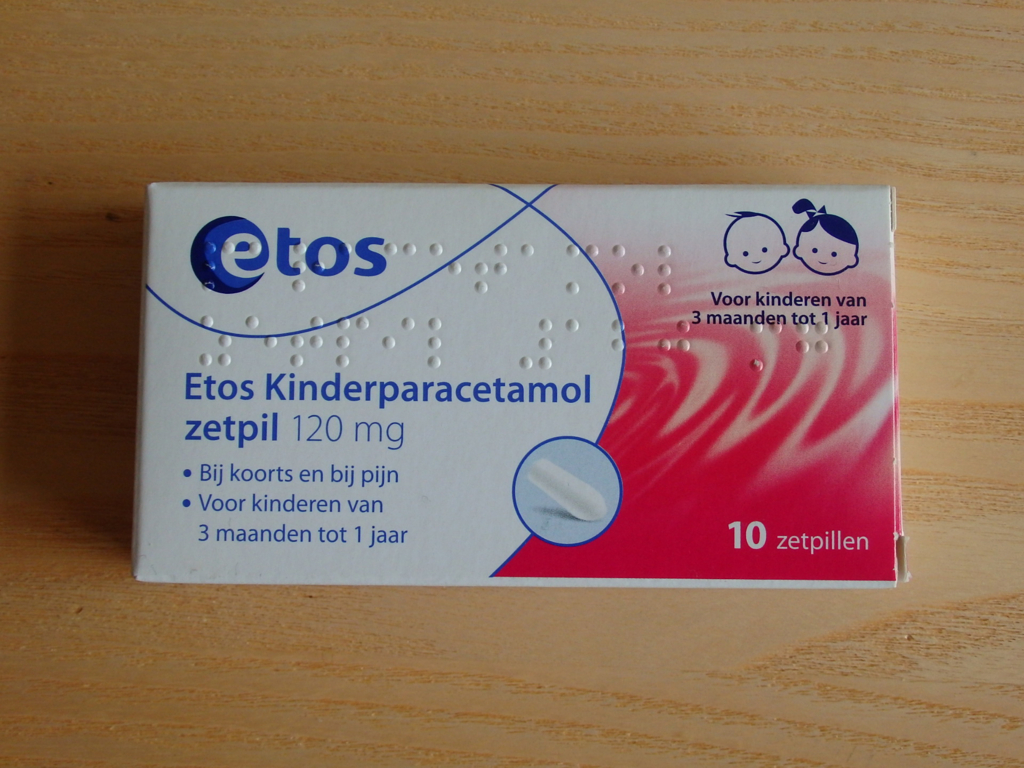 etos
Voor kinderen van
3 maanden tot 1 jaar
Etos Kinderparacetamol
zetpil 120 mg
• Bij koorts en bij pijn
• Voor kinderen van
3 maanden tot 1 jaar
10 zetpillen